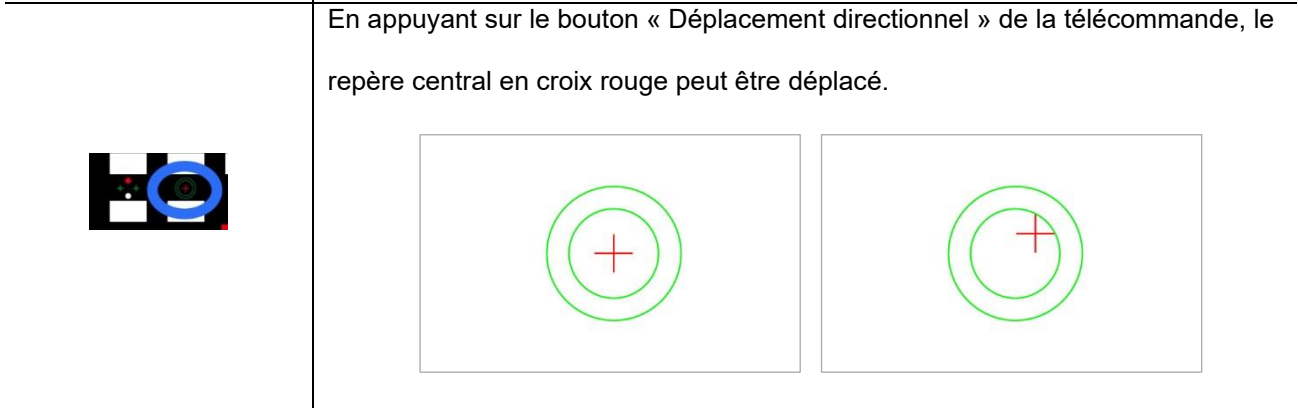 En appuyant sur le bouton « Déplacement directionnel » de la télécommande, le
repère central en croix rouge peut être déplacé.